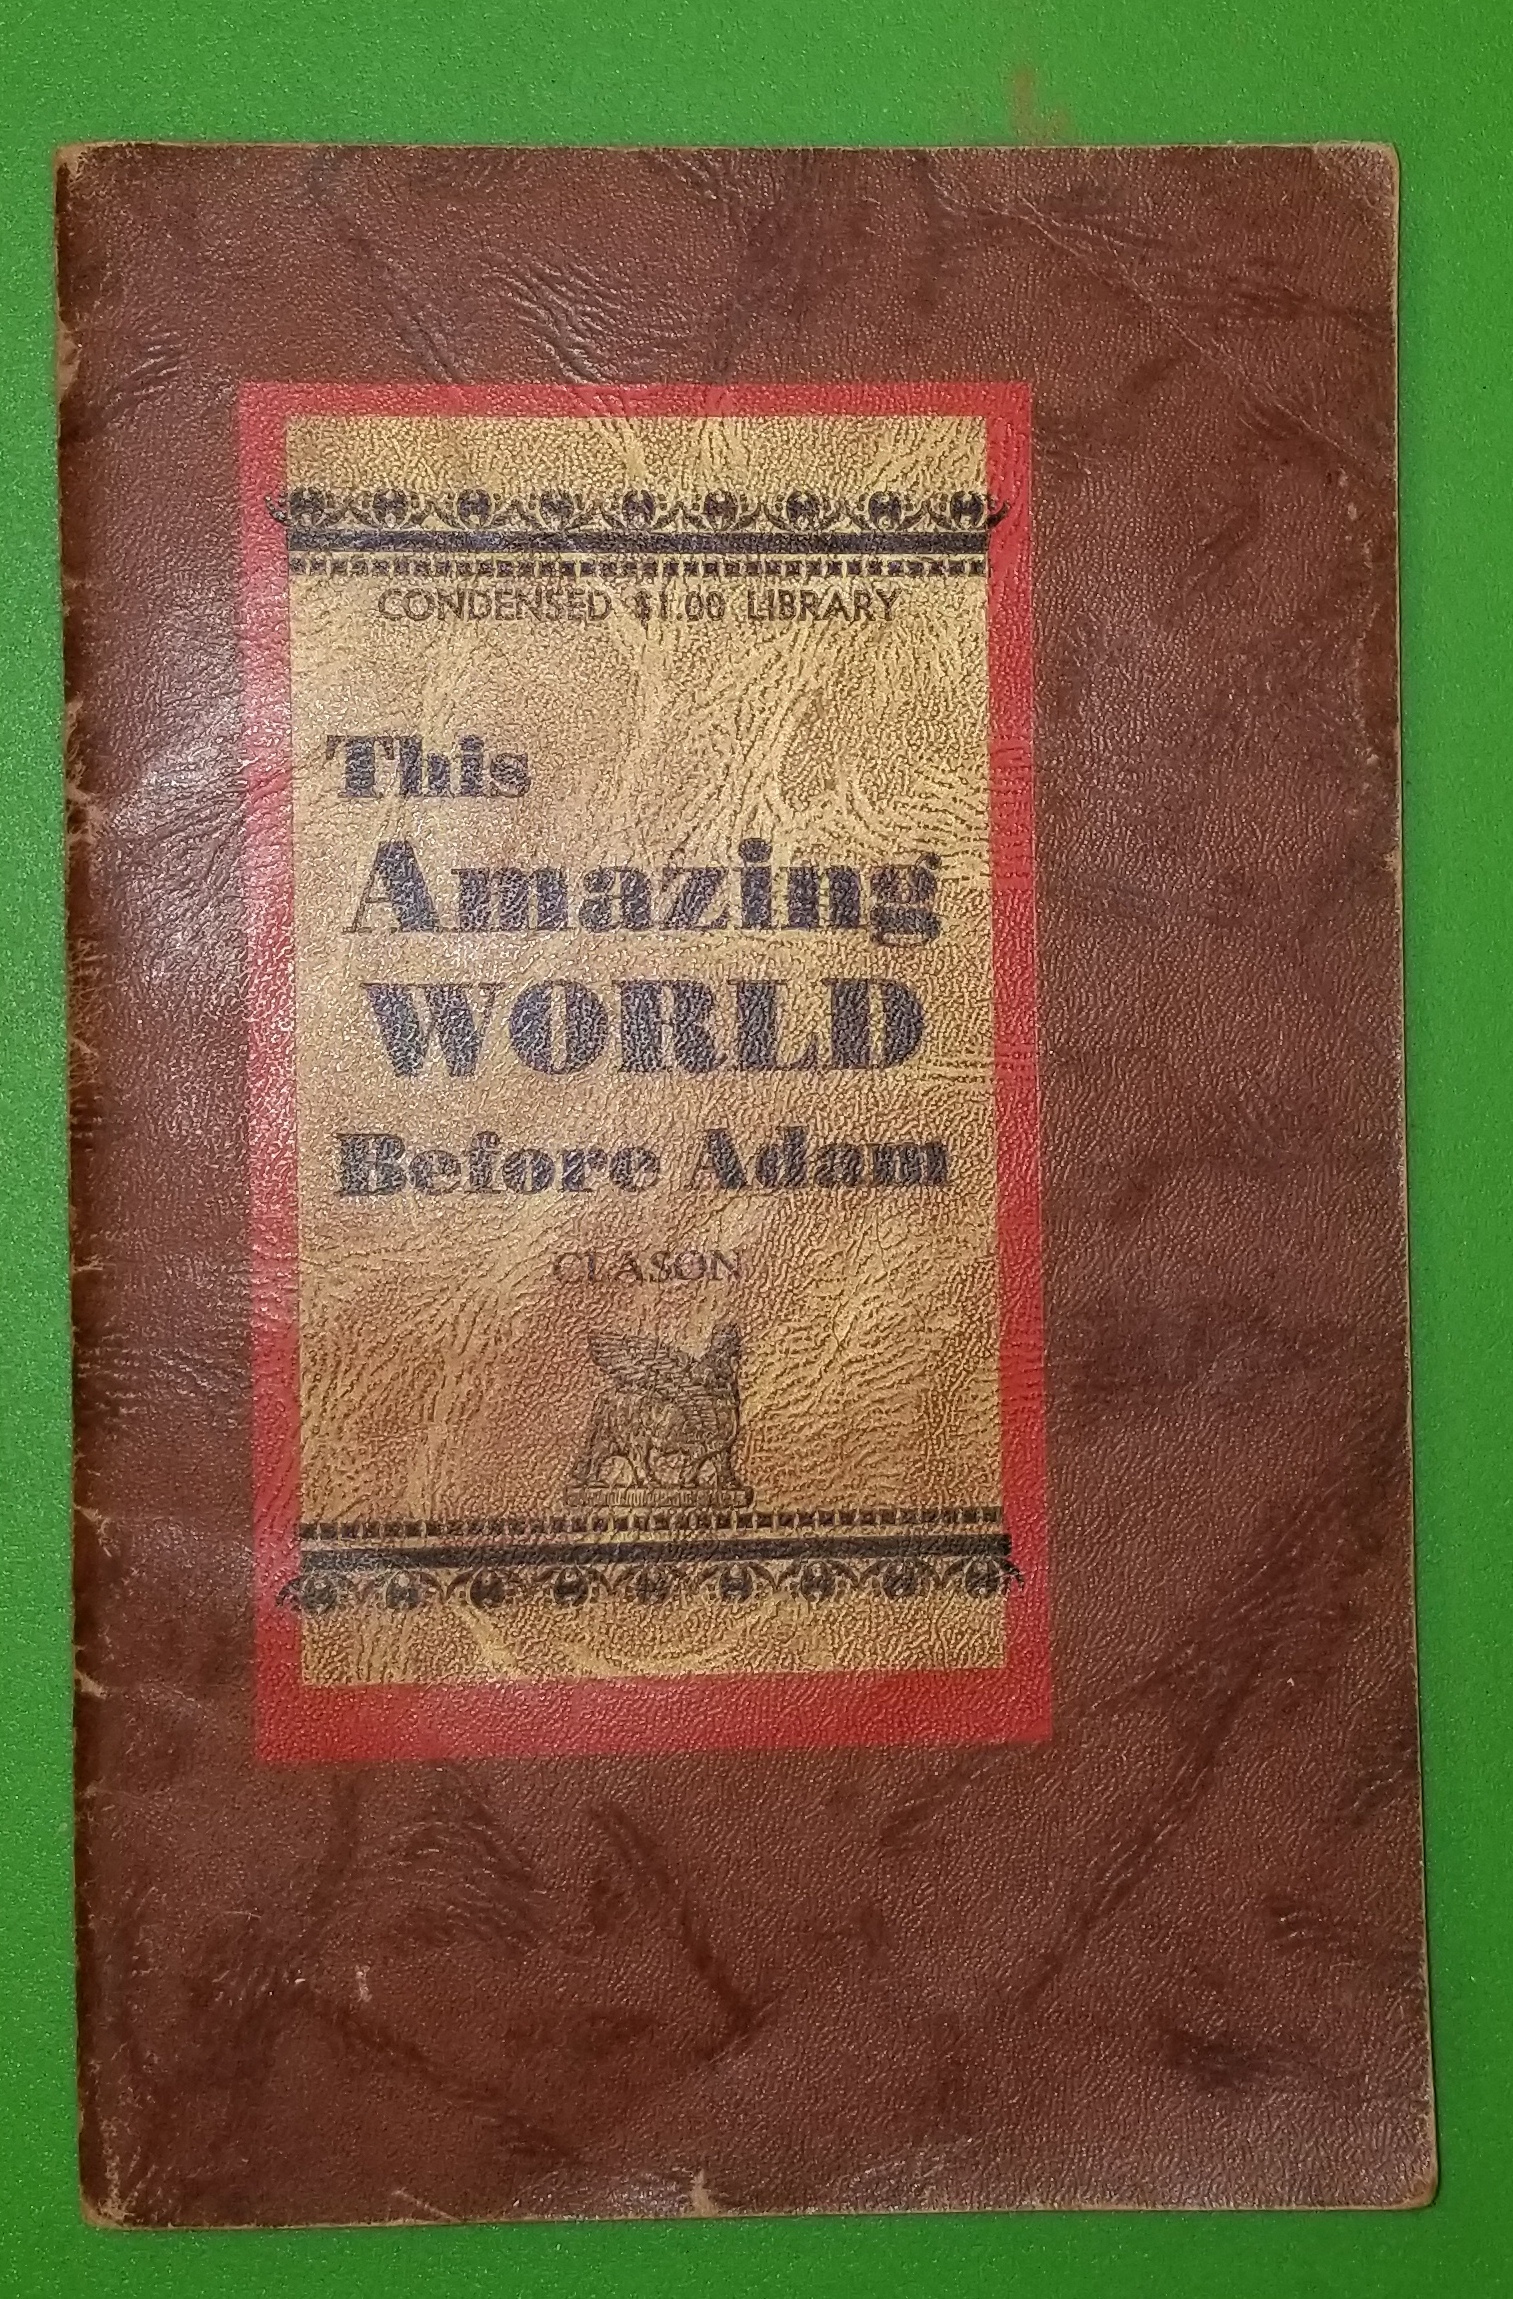 CONDENSED $1.00 LIBRARY
This
Amazing
WORLD
Before Adam
CLASON